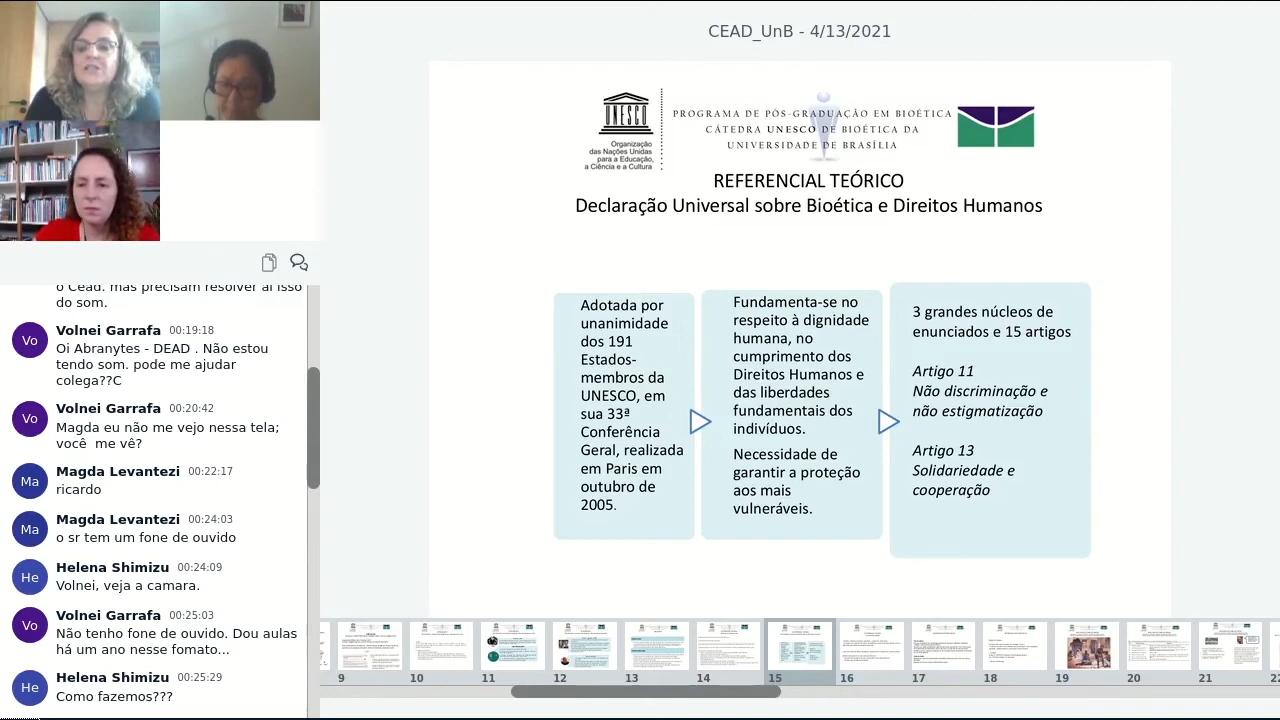 CEAD_UnB - 4/13/2021
UNESCO
Organização
das Nações Unidas
para a Educação,
a Ciência e a Cultura
PROGRAMA DE PÓS-GRADUAÇÃO EM BIOÉTICA
CÁTEDRA UNESCO DE BIOÉTICA DA
UNIVERSIDADE DE BRASÍLIA
REFERENCIAL TEÓRICO
Declaração Universal sobre Bioética e Direitos Humanos
Adotada por
unanimidade
dos 191
Estados-
membros da
UNESCO, em
sua 33ª
Conferência
Geral, realizada
em Paris em
outubro de
2005.
Fundamenta-se no
respeito à dignidade
humana, no
cumprimento dos
Direitos Humanos e
das liberdades
fundamentais dos
indivíduos.
Necessidade de
garantir a proteção
aos mais
vulneráveis.
3 grandes núcleos de
enunciados e 15 artigos
Artigo 11
Não discriminação e
não estigmatização
Artigo 13
Solidariedade e
cooperação
o Cead. mas precisam resolver aí isso
do som.
Vo
Volnei Garrafa 00:19:18
Oi Abranytes - DEAD . Não estou
tendo som. pode me ajudar
colega??C
Vo
Volnei Garrafa 00:20:42
Magda eu não me vejo nessa tela;
você me vê?
Ma
Magda Levantezi 00:22:17
ricardo
Ma
Magda Levantezi 00:24:03
o sr tem um fone de ouvido
He
Helena Shimizu 00:24:09
Volnei, veja a camara.
Vo
Volnei Garrafa 00:25:03
Não tenho fone de ouvido. Dou aulas
há um ano nesse fomato...
He
Helena Shimizu 00:25:29
Como fazemos???
9 10 11 12 13 14 15 16 17 18 19 20 21 22